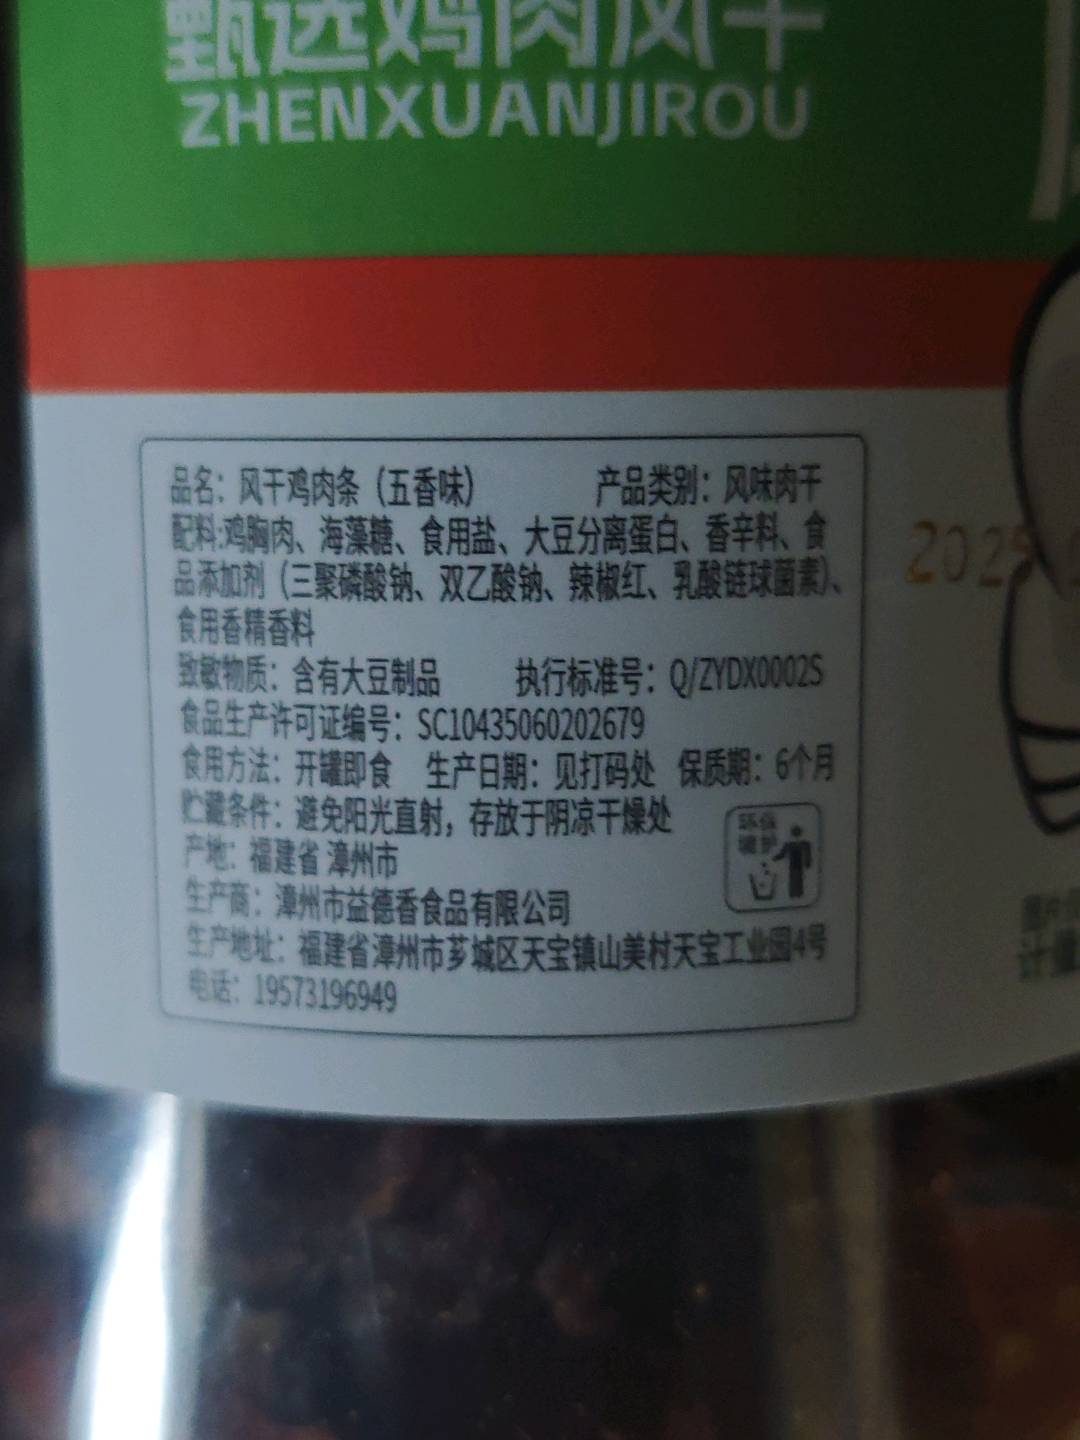 甄选鸡肉风干
ZHENXUANJIROU
品名：风干鸡肉条（五香味） 产品类别：风味肉干
配料:鸡胸肉、海藻糖、食用盐、大豆分离蛋白、香辛料、食
品添加剂（三聚磷酸钠、双乙酸钠、辣椒红、乳酸链球菌素）、
食用香精香料
致敏物质：含有大豆制品 执行标准号：Q/ZYDX0002S
食品生产许可证编号：SC10435060202679
食用方法：开罐即食 生产日期：见打码处 保质期：6个月
贮藏条件：避免阳光直射，存放于阴凉干燥处
产地：福建省 漳州市
生产商：漳州市益德香食品有限公司
生产地址：福建省漳州市芗城区天宝镇山美村天宝工业园4号
电话：19573196949
2025